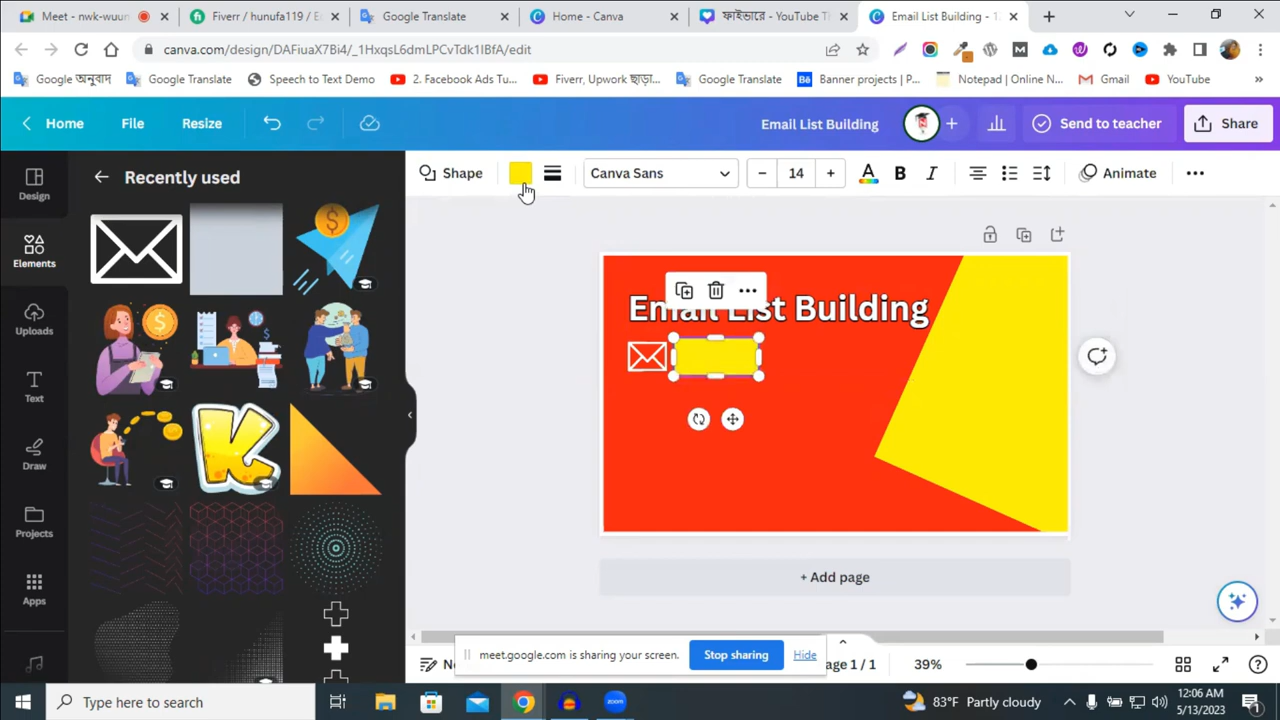 Meet - nwk-wuun
Fiverr / hunufa119 / E
Google Translate
Home - Canva
ফাইভারে - YouTube T
Email List Building - 1
canva.com/design/DAFiuaX7Bi4/_1HxqsL6dmLPCvTdk1IBfA/edit
Google অনুবাদ
Google Translate
Speech to Text Demo
2. Facebook Ads Tu...
Fiverr, Upwork ছাড়া...
Google Translate
Banner projects | P...
Notepad | Online N...
Gmail
YouTube
Home
File
Resize
Email List Building
Send to teacher
Share
Design
Elements
Text
Uploads
Draw
Projects
Apps
Recently used
K
Shape
Canva Sans
14
A
B
I
Animate
Email List Building
+ Add page
meet.google.com is sharing your screen.
Stop sharing
Hide
age 1 / 1
39%
Type here to search
zoom
83°F Partly cloudy
12:06 AM
5/13/2023